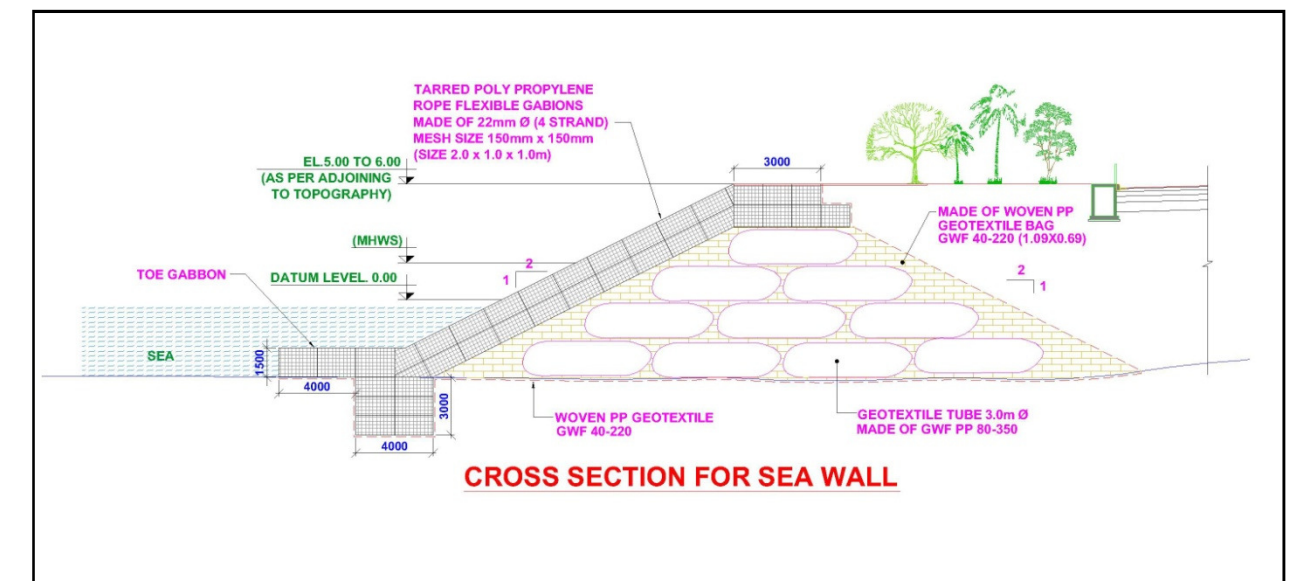 TARRED POLY PROPYLENE
ROPE FLEXIBLE GABIONS
MADE OF 22mm Ø (4 STRAND)
MESH SIZE 150mm x 150mm
(SIZE 2.0 x 1.0 x 1.0m)
3000
EL.5.00 TO 6.00
(AS PER ADJOINING
TO TOPOGRAPHY)
MADE OF WOVEN PP
GEOTEXTILE BAG
GWF 40-220 (1.09X0.69)
(MHWS)
2
1
TOE GABBON
DATUM LEVEL. 0.00
2
1
SEA
1500
4000
3000
4000
WOVEN PP GEOTEXTILE
GWF 40-220
GEOTEXTILE TUBE 3.0m Ø
MADE OF GWF PP 80-350
CROSS SECTION FOR SEA WALL